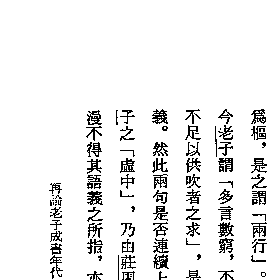 爲樞，是之謂「兩行」。
今老子謂「多言數窮，不
不足以供吹者之求」，是
義。然此兩句是否連續上
子之「虛中」，乃由莊周
漫不得其語義之所指，亦
再論老子成書年代